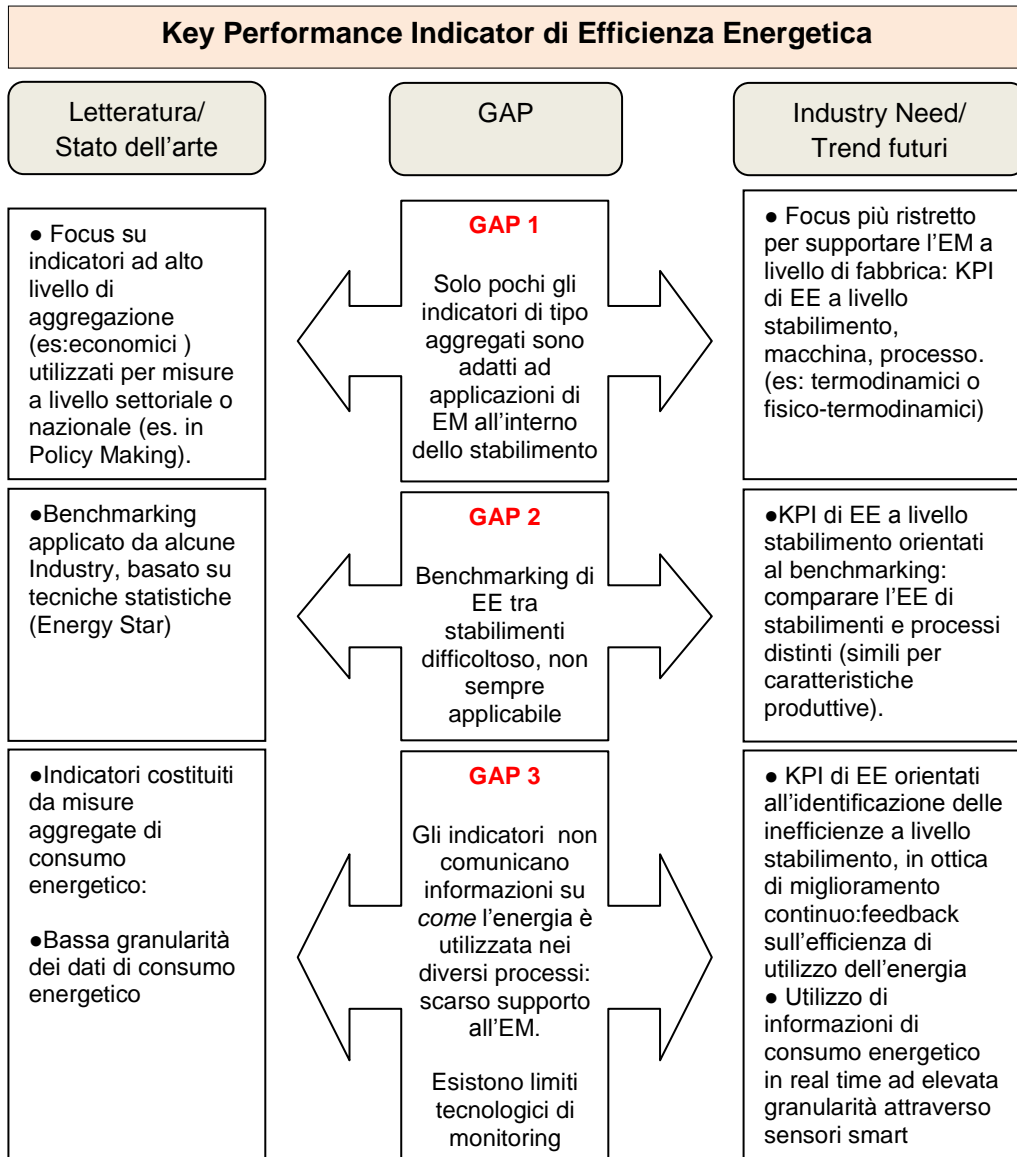 Key Performance Indicator di Efficienza Energetica
Letteratura/
Stato dell'arte
GAP
Industry Need/
Trend futuri
● Focus su
indicatori ad alto
livello di
aggregazione
(es:economici )
utilizzati per misure
a livello settoriale o
nazionale (es. in
Policy Making).
GAP 1
Solo pochi gli
indicatori di tipo
aggregati sono
adatti ad
applicazioni di
EM all'interno
dello stabilimento
● Focus più ristretto
per supportare l'EM a
livello di fabbrica: KPI
di EE a livello
stabilimento,
macchina, processo.
(es: termodinamici o
fisico-termodinamici)
●Benchmarking
applicato da alcune
Industry, basato su
tecniche statistiche
(Energy Star)
GAP 2
Benchmarking di
EE tra
stabilimenti
difficoltoso, non
sempre
applicabile
●KPI di EE a livello
stabilimento orientati
al benchmarking:
comparare l'EE di
stabilimenti e processi
distinti (simili per
caratteristiche
produttive).
●Indicatori costituiti
da misure
aggregate di
consumo
energetico:
●Bassa granularità
dei dati di consumo
energetico
GAP 3
Gli indicatori  non
comunicano
informazioni su
come l'energia è
utilizzata nei
diversi processi:
scarso supporto
all'EM.
Esistono limiti
tecnologici di
monitoring
● KPI di EE orientati
all'identificazione delle
inefficienze a livello
stabilimento, in ottica
di miglioramento
continuo:feedback
sull'efficienza di
utilizzo dell'energia
● Utilizzo di
informazioni di
consumo energetico
in real time ad elevata
granularità attraverso
sensori smart